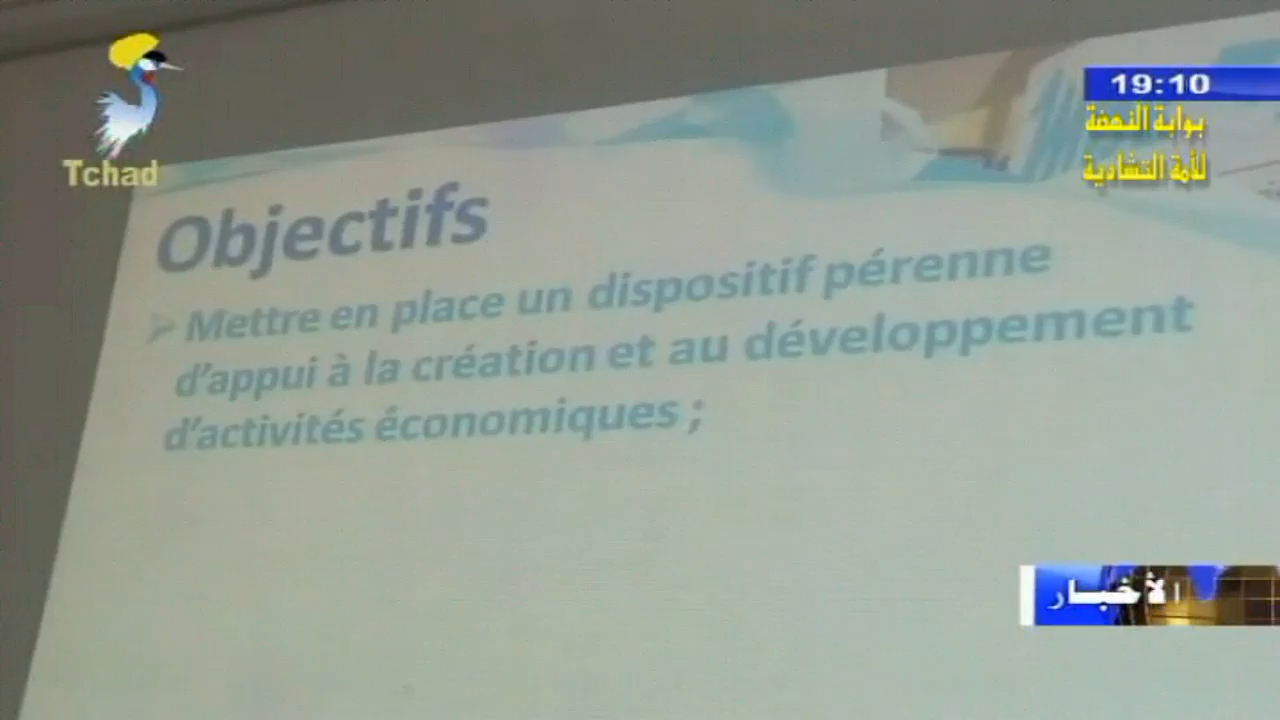 19:10
بوابة النهضة
للأمة التشادية
Tchad
Objectifs
➢ Mettre en place un dispositif pérenne
d'appui à la création et au développement
d'activités économiques ;
الأخبار